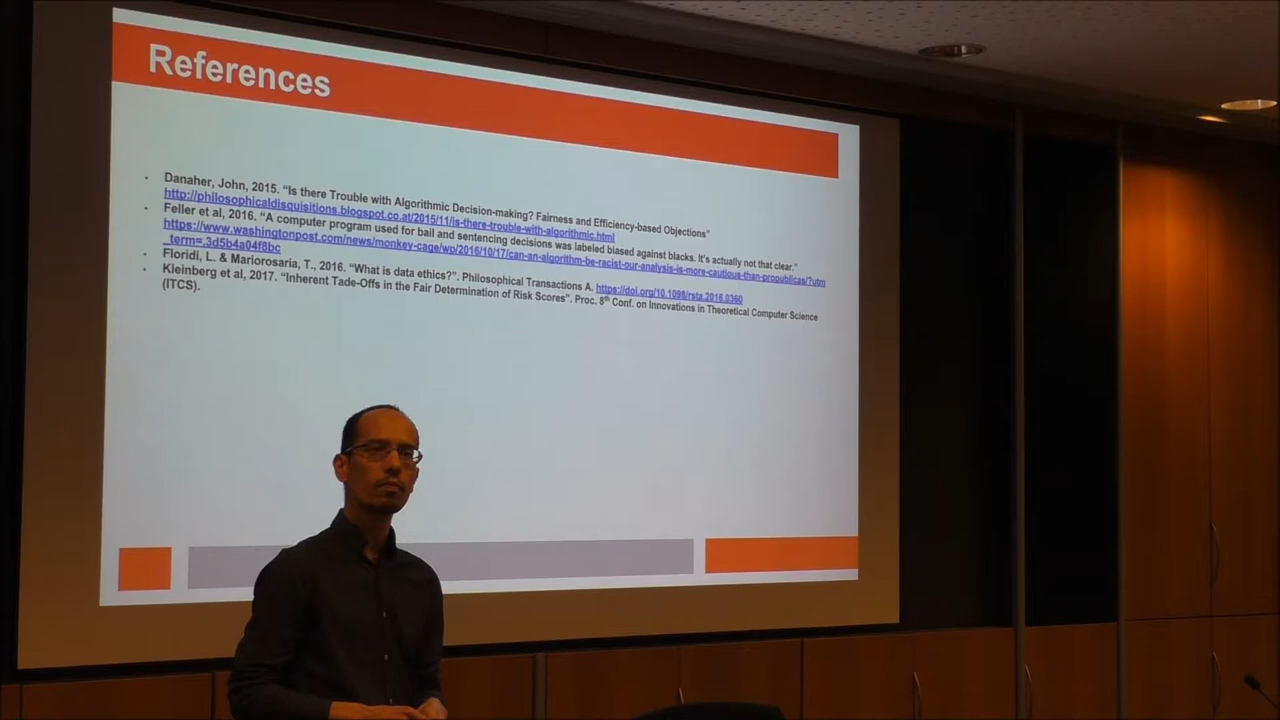 References
· Danaher, John, 2015. “Is there Trouble with Algorithmic Decision-making? Fairness and Efficiency-based Objections”
http://philosophicaldisquisitions.blogspot.co.at/2015/11/is-there-trouble-with-algorithmic.html
· Feller et al, 2016. “A computer program used for bail and sentencing decisions was labeled biased against blacks. It’s actually not that clear.”
https://www.washingtonpost.com/news/monkey-cage/wp/2016/10/17/can-an-algorithm-be-racist-our-analysis-is-more-cautious-than-propublicas/?utm
_term=.3d5b4a04f8bc
· Floridi, L. & Mariorosaria, T., 2016. “What is data ethics?”. Philosophical Transactions A. https://doi.org/10.1098/rsta.2016.0360
· Kleinberg et al, 2017. “Inherent Tade-Offs in the Fair Determination of Risk Scores”. Proc. 8th Conf. on Innovations in Theoretical Computer Science
(ITCS).